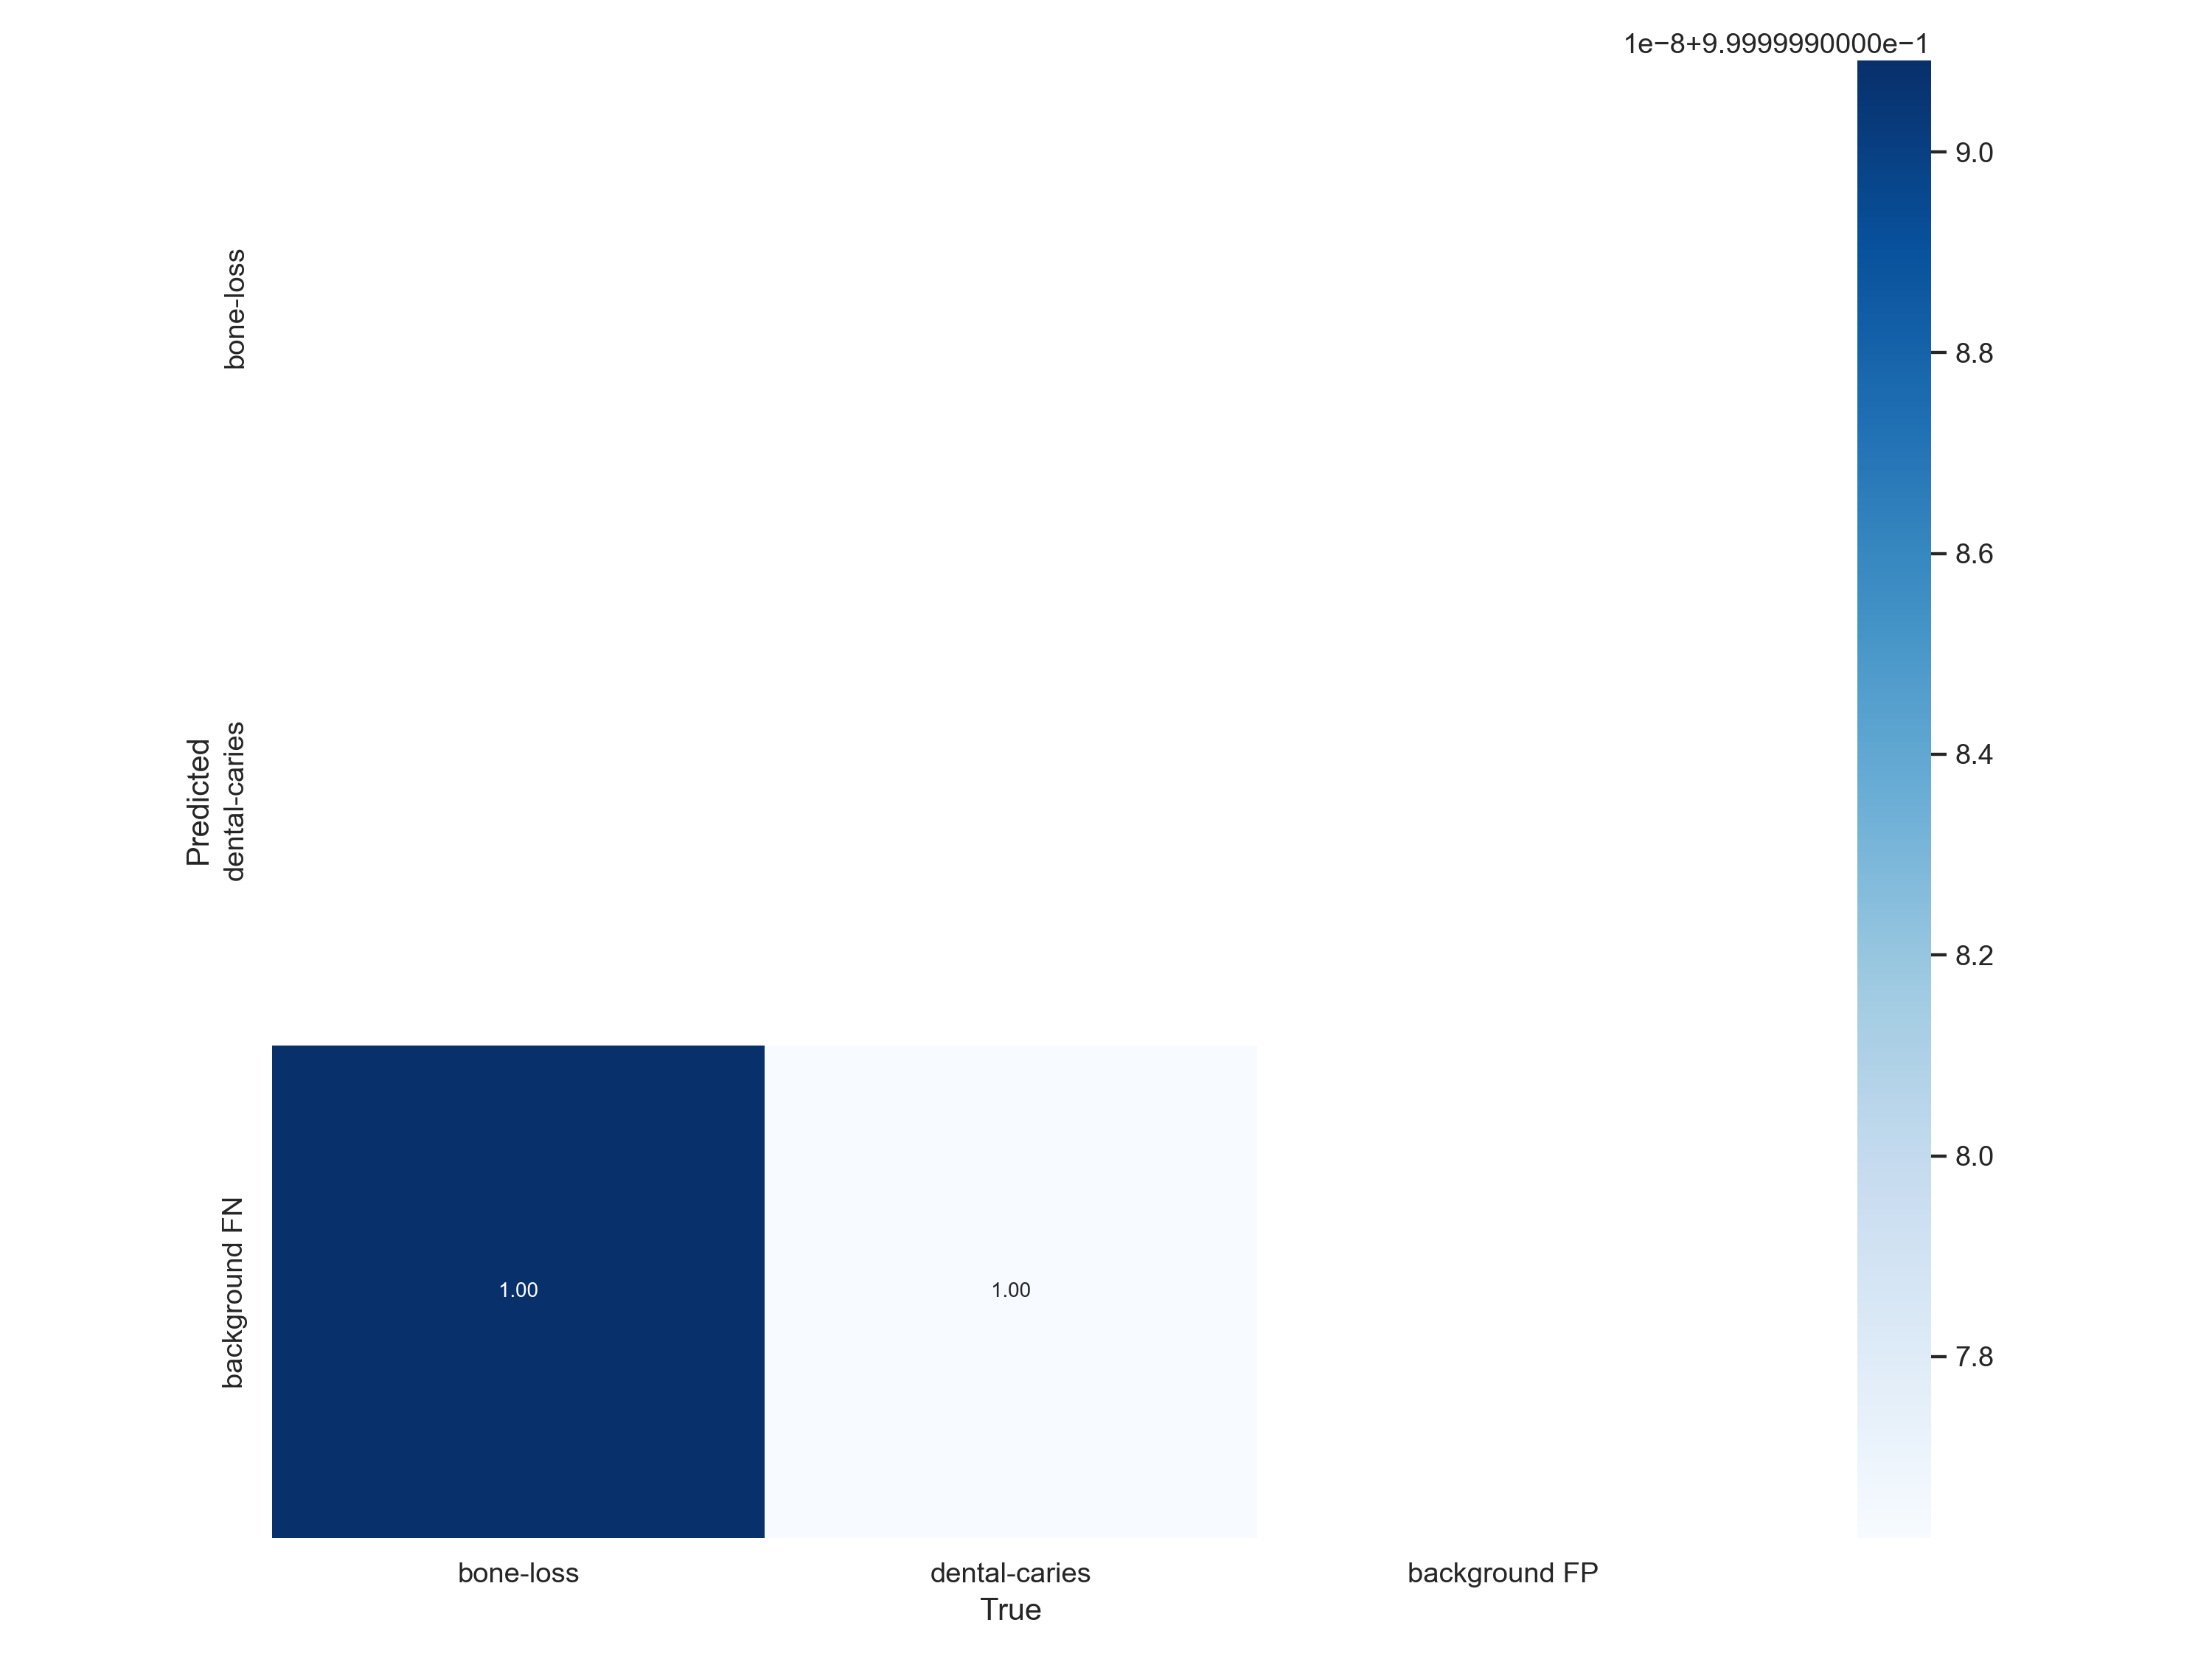 1e−8+9.9999990000e−1
9.0
8.8
8.6
8.4
8.2
8.0
7.8
Predicted
bone-loss
dental-caries
background FN
1.00
1.00
bone-loss
dental-caries
background FP
True